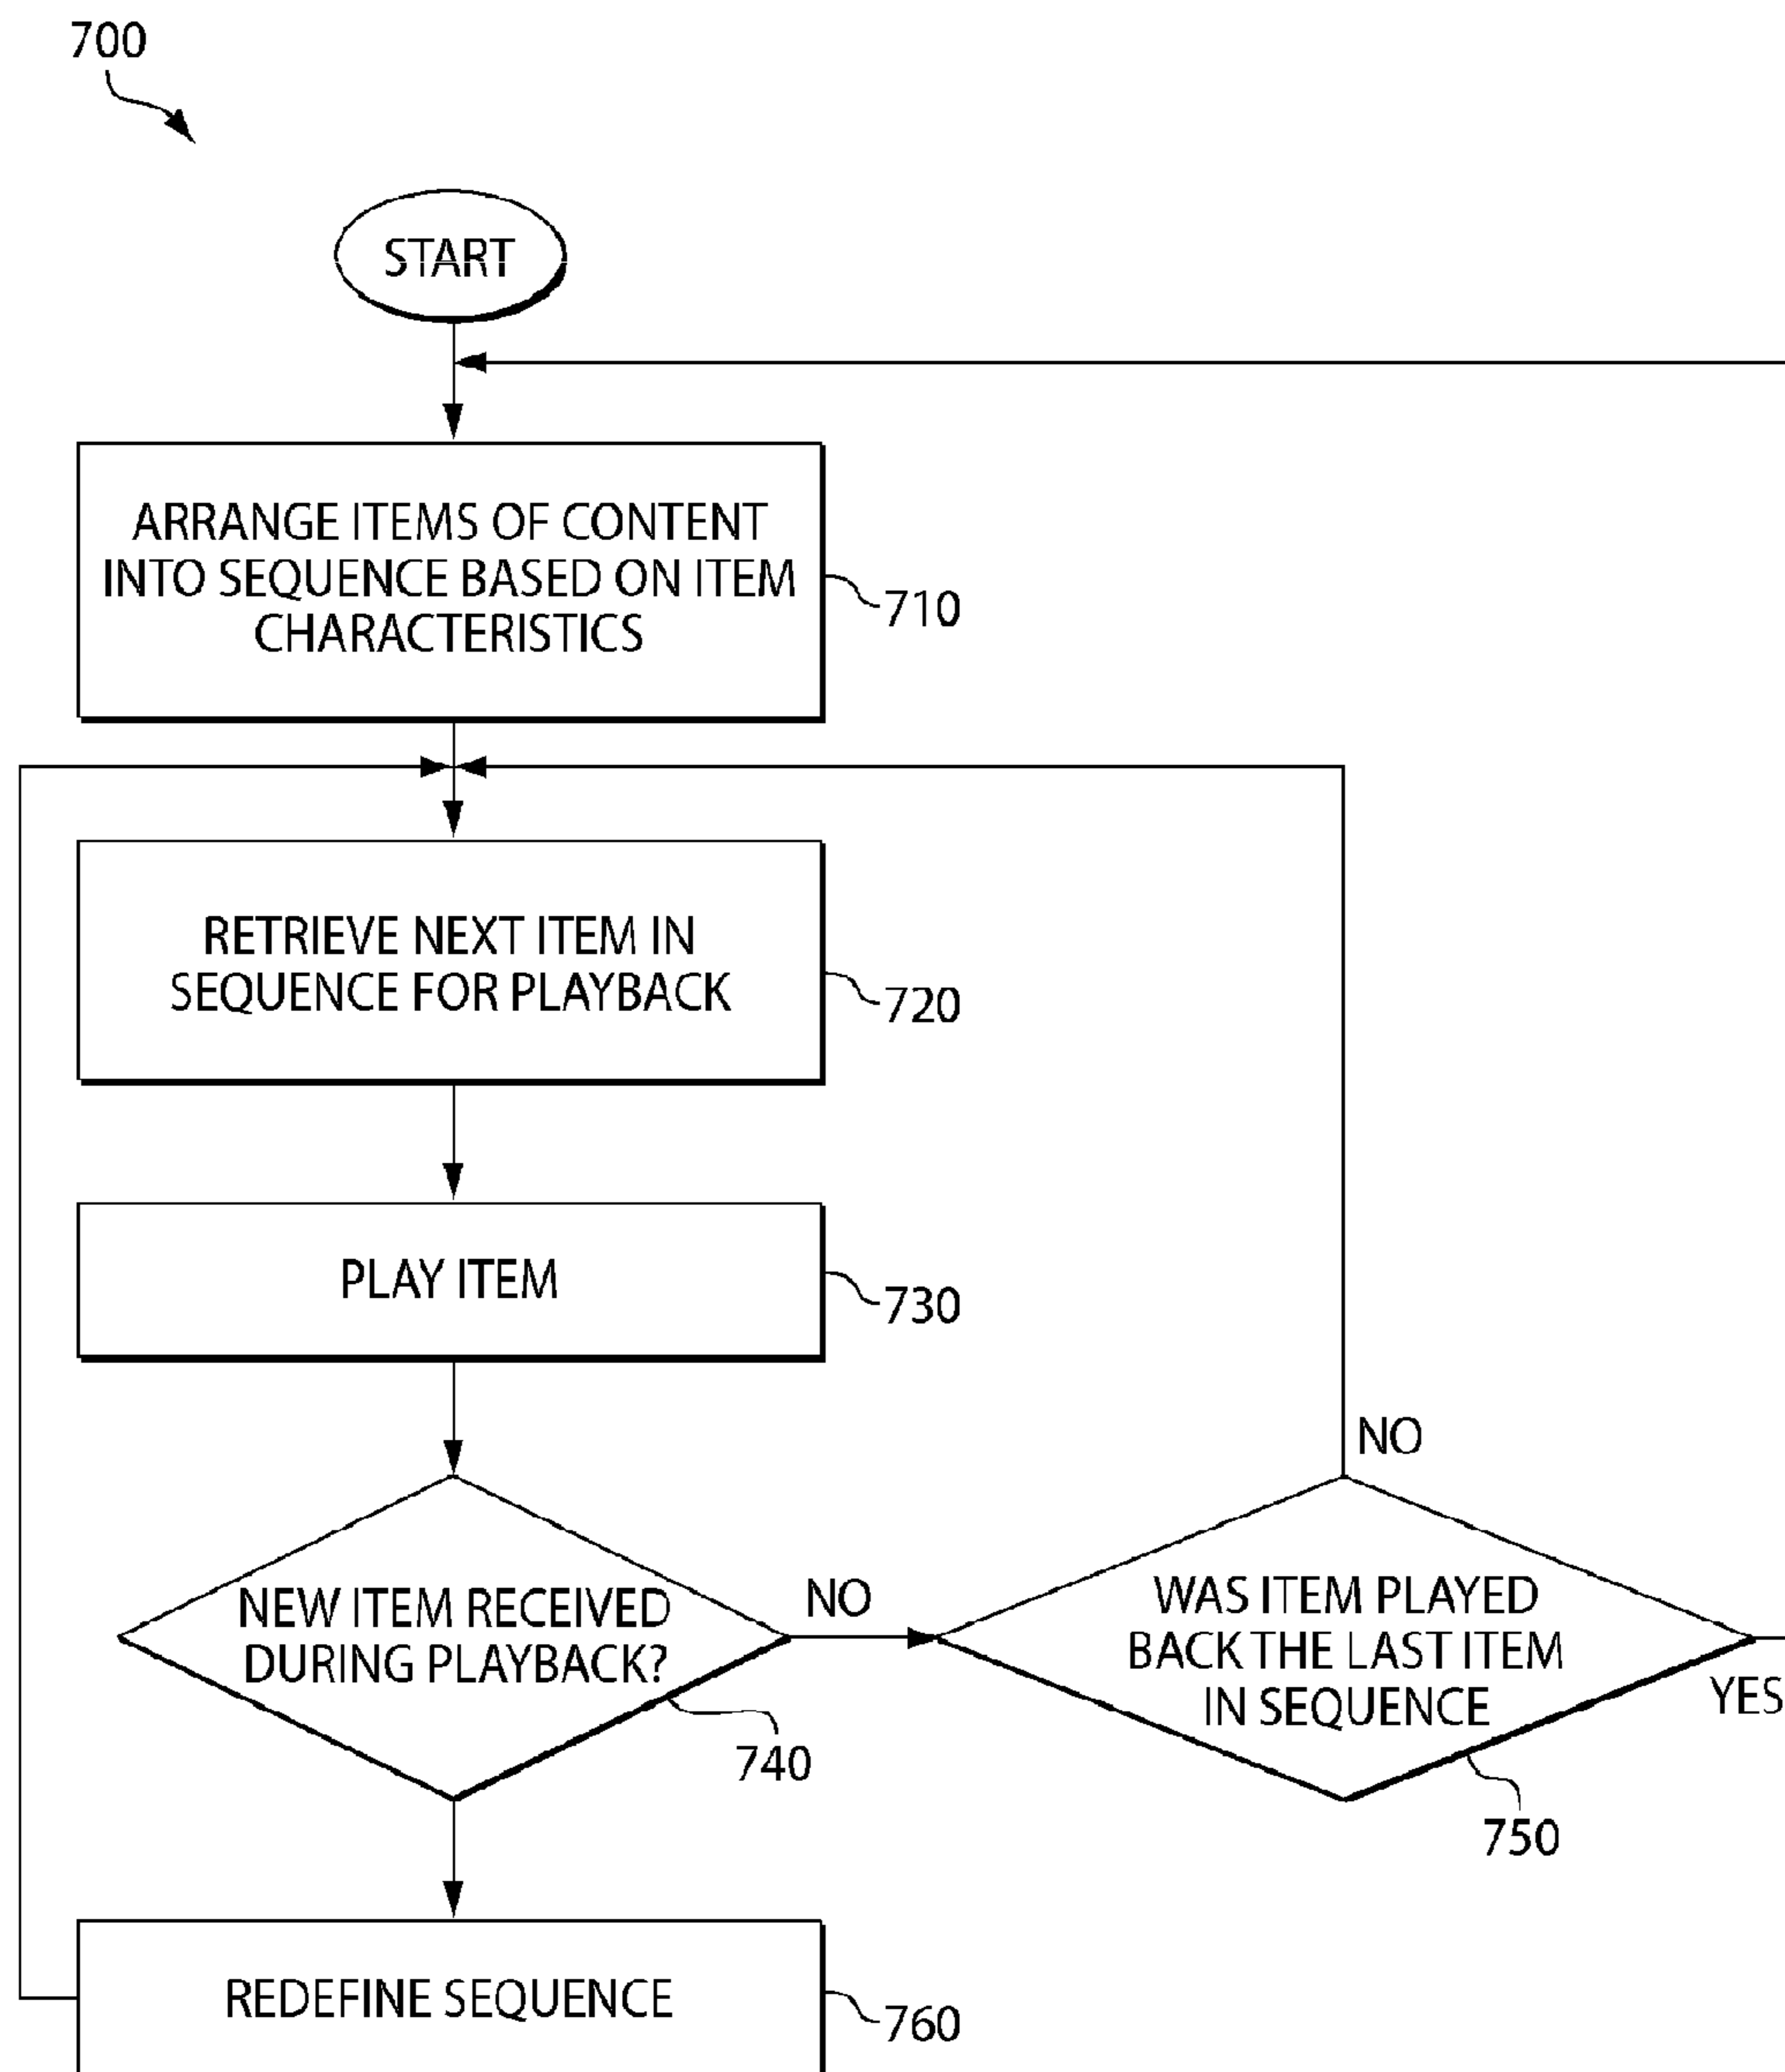 700
START
ARRANGE ITEMS OF CONTENT
INTO SEQUENCE BASED ON ITEM
CHARACTERISTICS
710
RETRIEVE NEXT ITEM IN
SEQUENCE FOR PLAYBACK
720
PLAY ITEM
730
NEW ITEM RECEIVED
DURING PLAYBACK?
740
NO
WAS ITEM PLAYED
BACK THE LAST ITEM
IN SEQUENCE
750
NO
YES
REDEFINE SEQUENCE
760